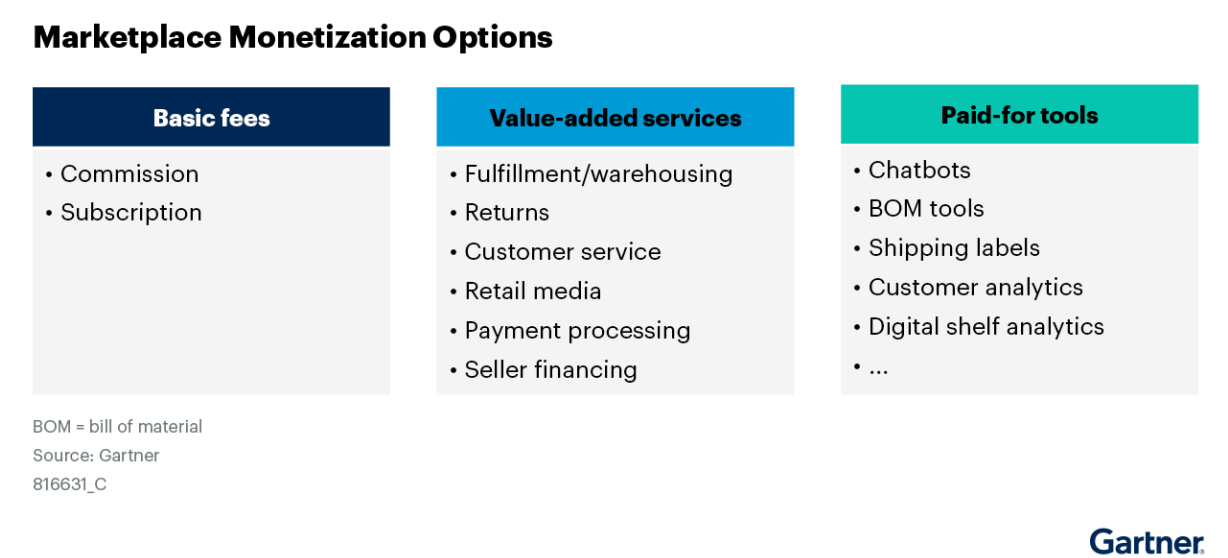 Marketplace Monetization Options
Basic fees
• Commission
• Subscription
Value-added services
• Fulfillment/warehousing
• Returns
• Customer service
• Retail media
• Payment processing
• Seller financing
Paid-for tools
• Chatbots
• BOM tools
• Shipping labels
• Customer analytics
• Digital shelf analytics
• ...
BOM = bill of material
Source: Gartner
816631_C
Gartner